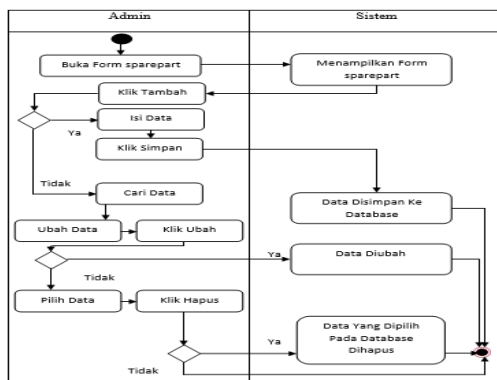 Admin
Sistem
Buka Form sparepart
Menampilkan Form
sparepart
Klik Tambah
Isi Data
Ya
Klik Simpan
Tidak
Cari Data
Data Disimpan Ke
Database
Ubah Data
Klik Ubah
Ya
Data Diubah
Tidak
Pilih Data
Klik Hapus
Data Yang Dipilih
Pada Database
Dihapus
Ya
Tidak